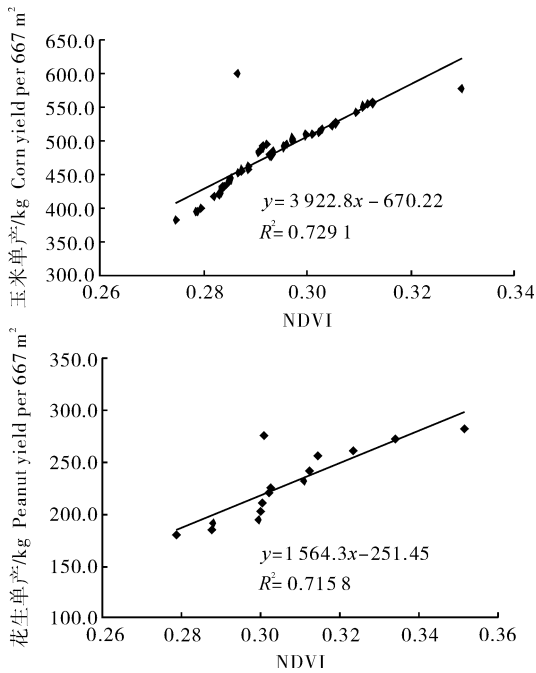 玉米单产/kg Corn yield per 667 m²
650.0
600.0
550.0
500.0
450.0
400.0
350.0
300.0
y=3 922.8x－670.22
R²=0.729 1
0.26 0.28 0.30 0.32 0.34
NDVI
花生单产/kg Peanut yield per 667 m²
350.0
300.0
250.0
200.0
150.0
100.0
y=1 564.3x－251.45
R²=0.715 8
0.26 0.28 0.30 0.32 0.34 0.36
NDVI